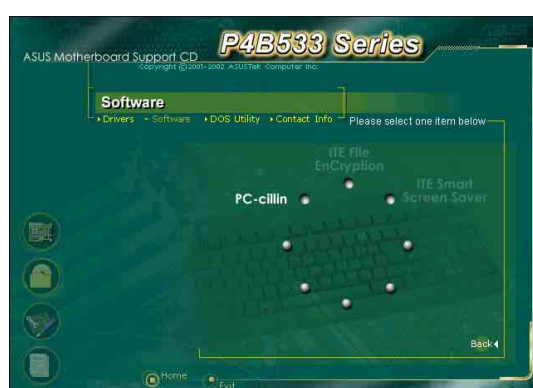 P4B533 Series
ASUS Motherboard Support CD
Copyright ©2001-2002 ASUSTek Computer Inc.
Software
Drivers Software DOS Utility Contact Info
Please select one item below
ITE File
EnCryption
ITE Smart
Screen Saver
PC-cillin
Back
Home
Exit